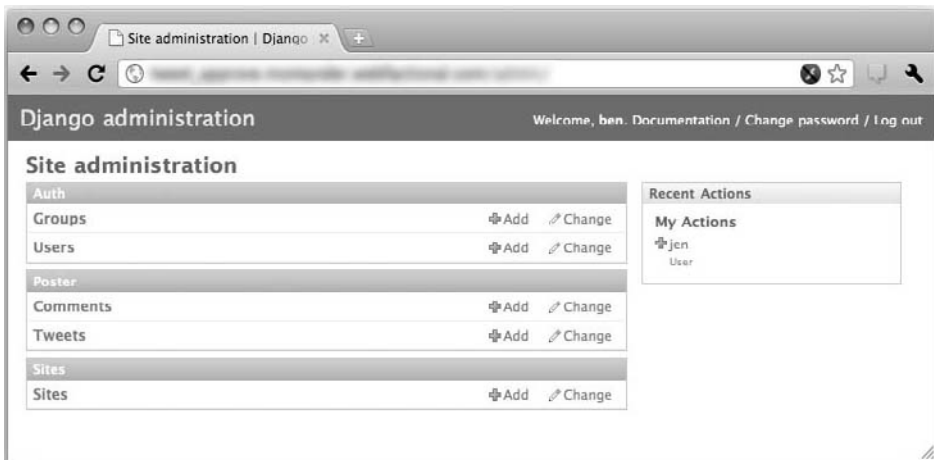 Site administration | Django
Django administration
Welcome, ben. Documentation / Change password / Log out
Site administration
Auth
Groups Add Change
Users Add Change
Poster
Comments Add Change
Tweets Add Change
Sites
Sites Add Change
Recent Actions
My Actions
jen
User